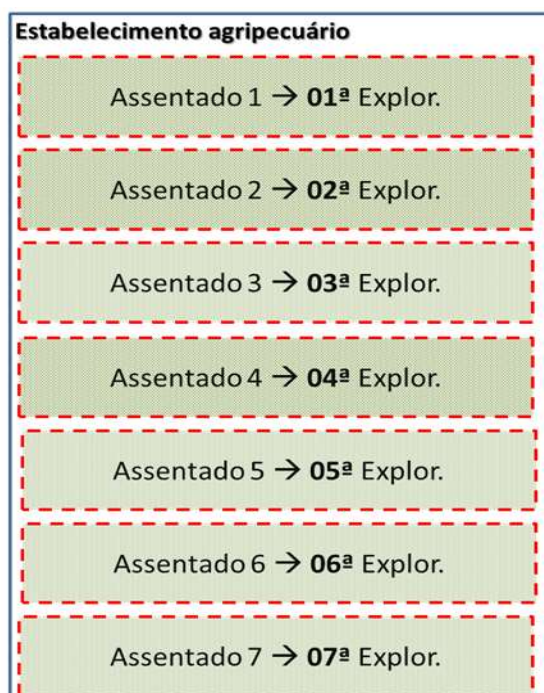 Estabelecimento agripecuário
Assentado 1 → 01ª Explor.
Assentado 2 → 02ª Explor.
Assentado 3 → 03ª Explor.
Assentado 4 → 04ª Explor.
Assentado 5 → 05ª Explor.
Assentado 6 → 06ª Explor.
Assentado 7 → 07ª Explor.